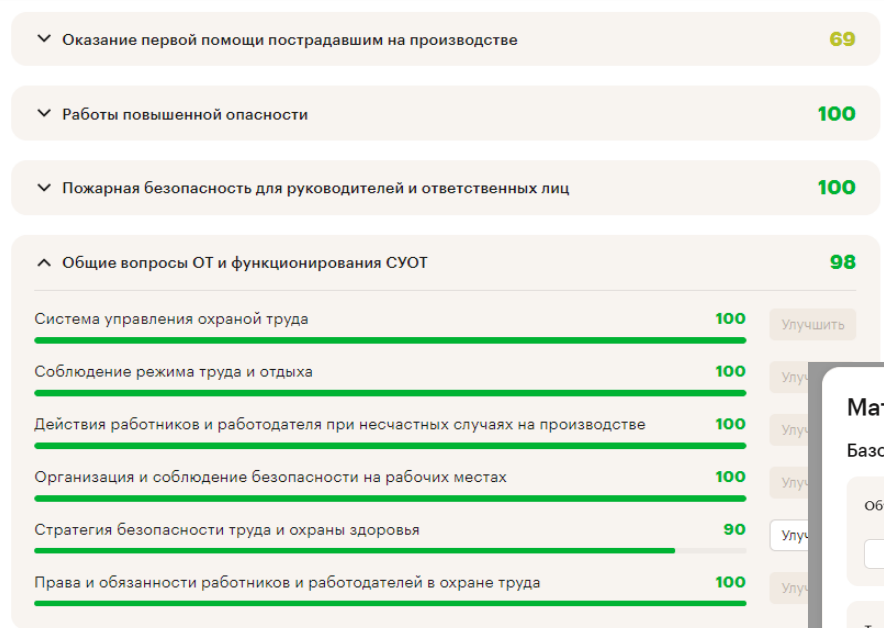 Оказание первой помощи пострадавшим на производстве 69
Работы повышенной опасности 100
Пожарная безопасность для руководителей и ответственных лиц 100
Общие вопросы ОТ и функционирования СУОТ 98
Система управления охраной труда 100 Улучшить
Соблюдение режима труда и отдыха 100
Действия работников и работодателя при несчастных случаях на производстве 100
Организация и соблюдение безопасности на рабочих местах 100
Стратегия безопасности труда и охраны здоровья 90
Права и обязанности работников и работодателей в охране труда 100